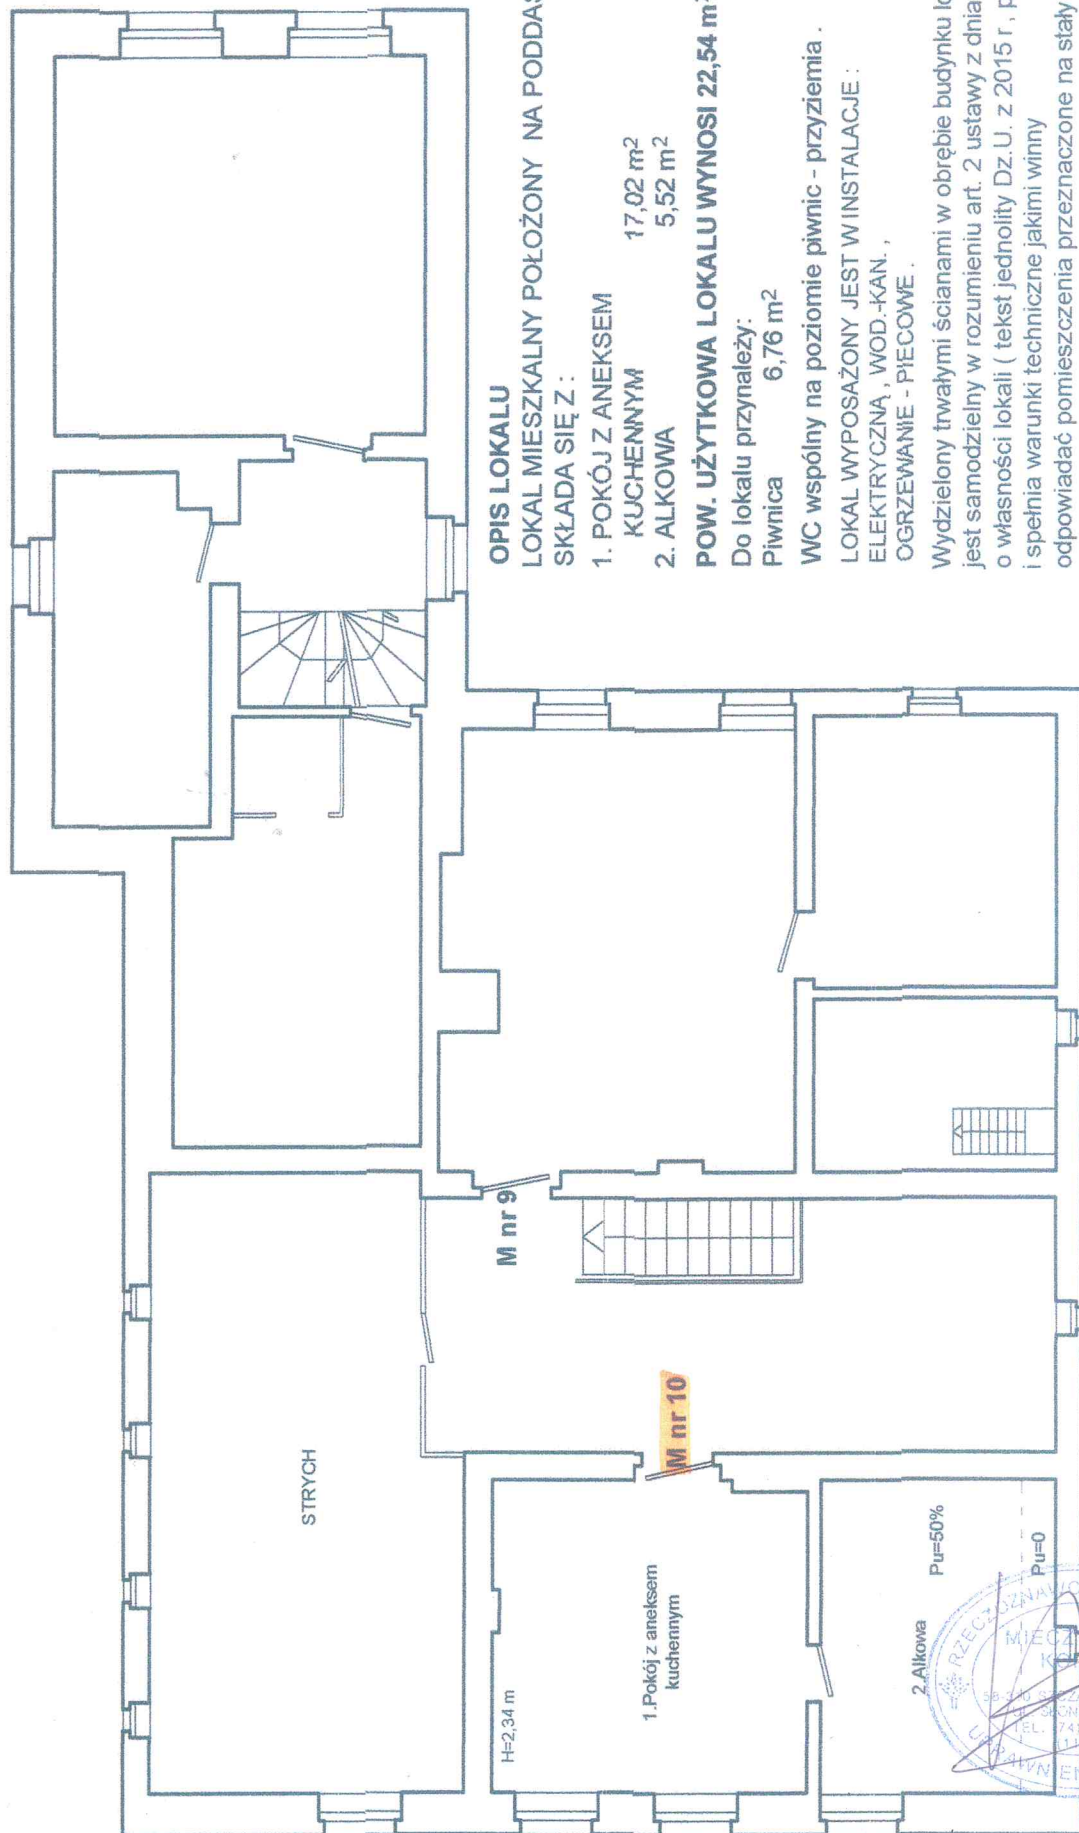 OPIS LOKALU
LOKAL MIESZKALNY POŁOŻONY NA
SKŁADA SIĘ Z :
1. POKÓJ Z ANEKSEM
KUCHENNYM 17,02 m²
2. ALKOWA 5,52 m²
POW. UŻYTKOWA LOKALU WYNOSI 22,54 m²
Do lokalu przynależy:
Piwnica 6,76 m²
WC wspólny na poziomie piwnic - przyziemia .
LOKAL WYPOSAŻONY JEST W INSTALACJE :
ELEKTRYCZNĄ , WOD.-KAN. ,
OGRZEWANIE - PIECOWE .
Wydzielony trwałymi ścianami w obrębie budynku
jest samodzielny w rozumieniu art. 2 ustawy z dnia
o własności lokali ( tekst jednolity Dz.U. z 2015 r ,
i spełnia warunki techniczne jakimi winny
odpowiadać pomieszczenia przeznaczone na stały
STRYCH
M nr 9
M nr 10
H=2,34 m
1.Pokój z aneksem
kuchennym
2.Alkowa
Pu=50%
Pu=0